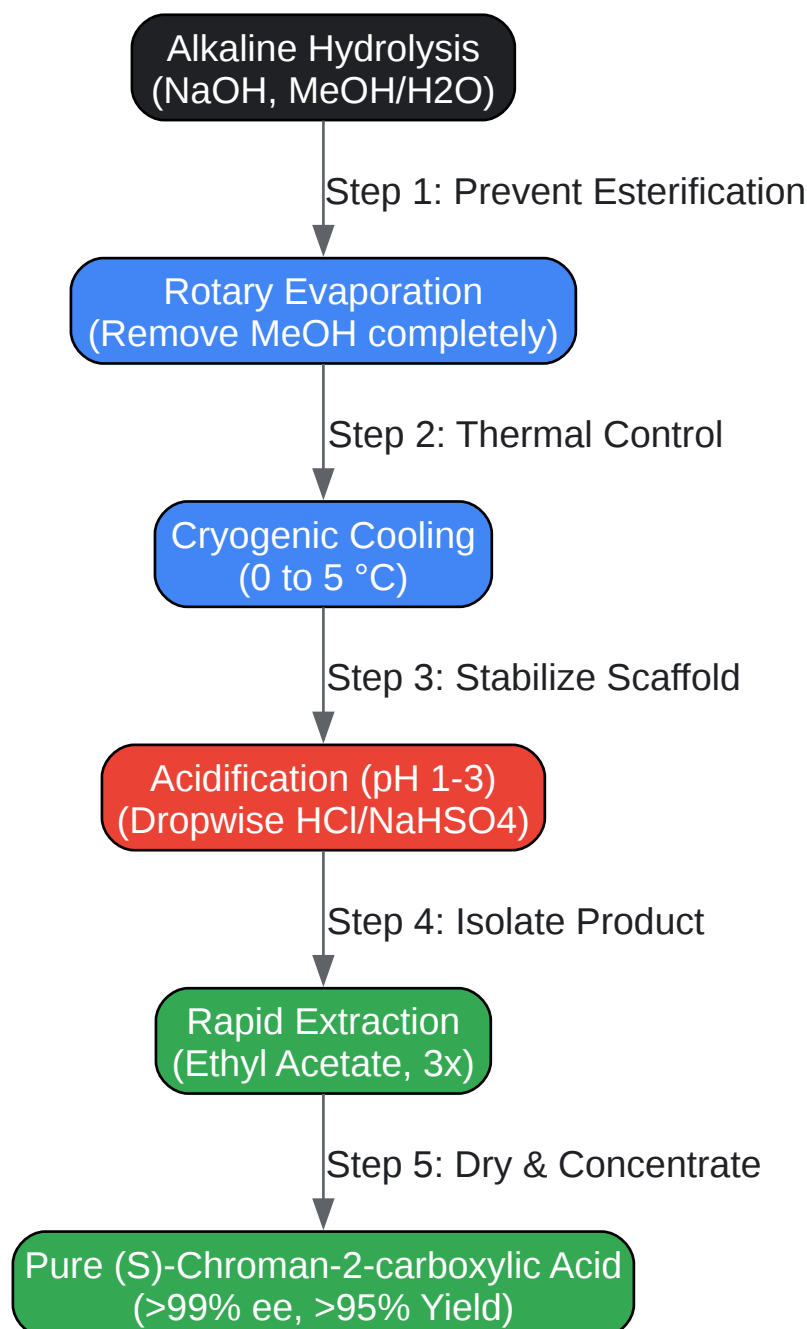 Alkaline Hydrolysis
(NaOH, MeOH/H2O)
Step 1: Prevent Esterification
Rotary Evaporation
(Remove MeOH completely)
Step 2: Thermal Control
Cryogenic Cooling
(0 to 5 °C)
Step 3: Stabilize Scaffold
Acidification (pH 1-3)
(Dropwise HCl/NaHSO4)
Step 4: Isolate Product
Rapid Extraction
(Ethyl Acetate, 3x)
Step 5: Dry & Concentrate
Pure (S)-Chroman-2-carboxylic Acid
(>99% ee, >95% Yield)